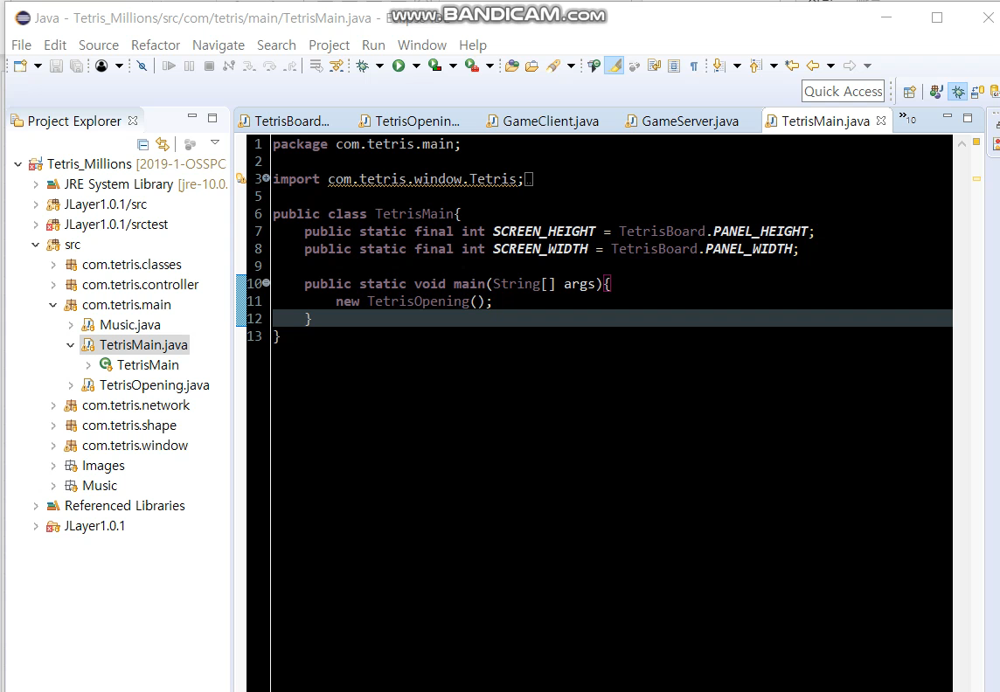 Java - Tetris_Millions/src/com/tetris/main/TetrisMain.java -
www.BANDICAM.com
File Edit Source Refactor Navigate Search Project Run Window Help
Quick Access
Project Explorer
TetrisBoard... TetrisOpenin... GameClient.java GameServer.java TetrisMain.java 10
Tetris_Millions [2019-1-OSSPC
JRE System Library [jre-10.0.
JLayer1.0.1/src
JLayer1.0.1/srctest
src
com.tetris.classes
com.tetris.controller
com.tetris.main
Music.java
TetrisMain.java
TetrisMain
TetrisOpening.java
com.tetris.network
com.tetris.shape
com.tetris.window
Images
Music
Referenced Libraries
JLayer1.0.1
1 package com.tetris.main;
2
3 import com.tetris.window.Tetris;
5
6 public class TetrisMain{
7 public static final int SCREEN_HEIGHT = TetrisBoard.PANEL_HEIGHT;
8 public static final int SCREEN_WIDTH = TetrisBoard.PANEL_WIDTH;
9
10 public static void main(String[] args){
11 new TetrisOpening();
12 }
13 }